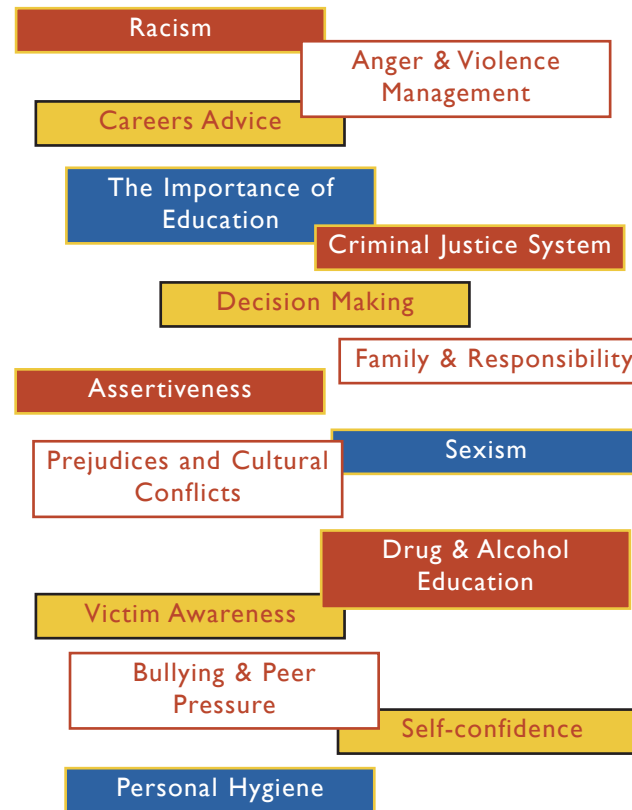 Racism
Anger & Violence
Management
Careers Advice
The Importance of
Education
Criminal Justice System
Decision Making
Family & Responsibility
Assertiveness
Sexism
Prejudices and Cultural
Conflicts
Drug & Alcohol
Education
Victim Awareness
Bullying & Peer
Pressure
Self-confidence
Personal Hygiene